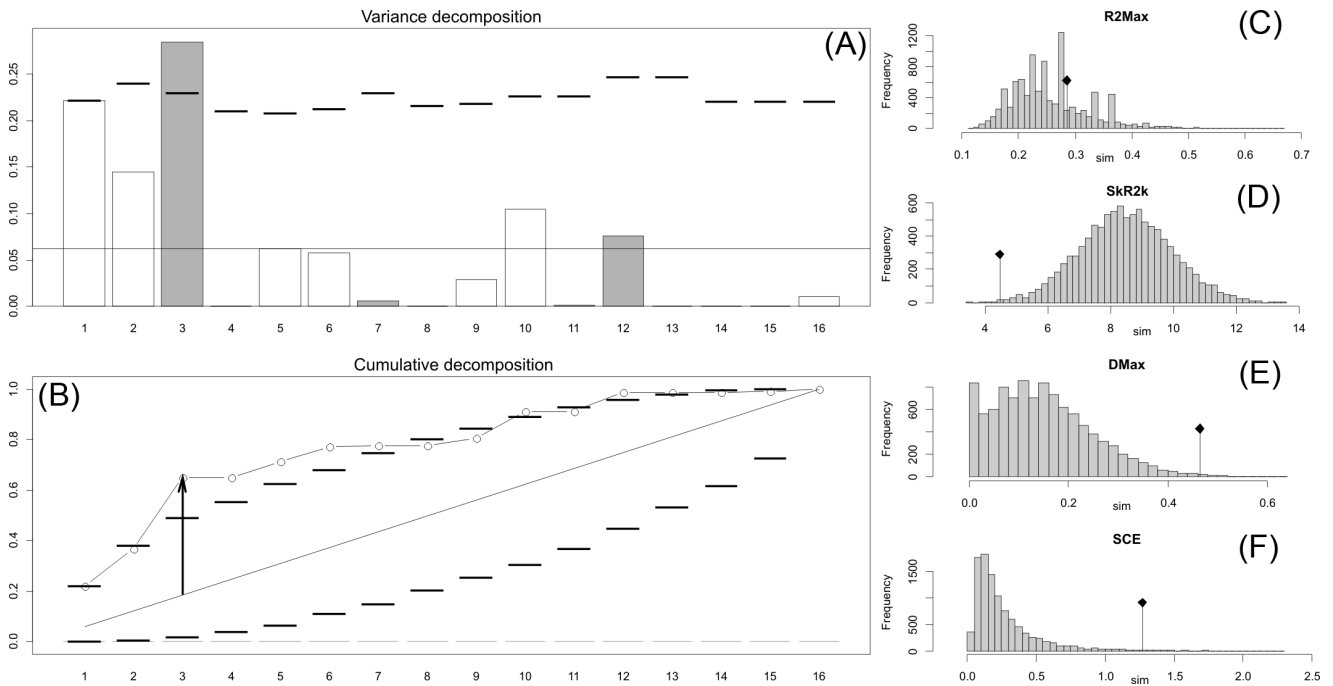 Variance decomposition
(A)
0.25
0.20
0.15
0.10
0.05
0.00
1 2 3 4 5 6 7 8 9 10 11 12 13 14 15 16
Cumulative decomposition
(B)
1.0
0.8
0.6
0.4
0.2
0.0
1 2 3 4 5 6 7 8 9 10 11 12 13 14 15 16
R2Max
(C)
Frequency
1200
800
400
0
0.1 0.2 0.3 0.4 0.5 0.6 0.7
sim
SkR2k
(D)
Frequency
600
400
200
0
4 6 8 10 12 14
sim
DMax
(E)
Frequency
600
200
0
0.0 0.2 0.4 0.6
sim
SCE
(F)
Frequency
1500
500
0
0.0 0.5 1.0 1.5 2.0 2.5
sim